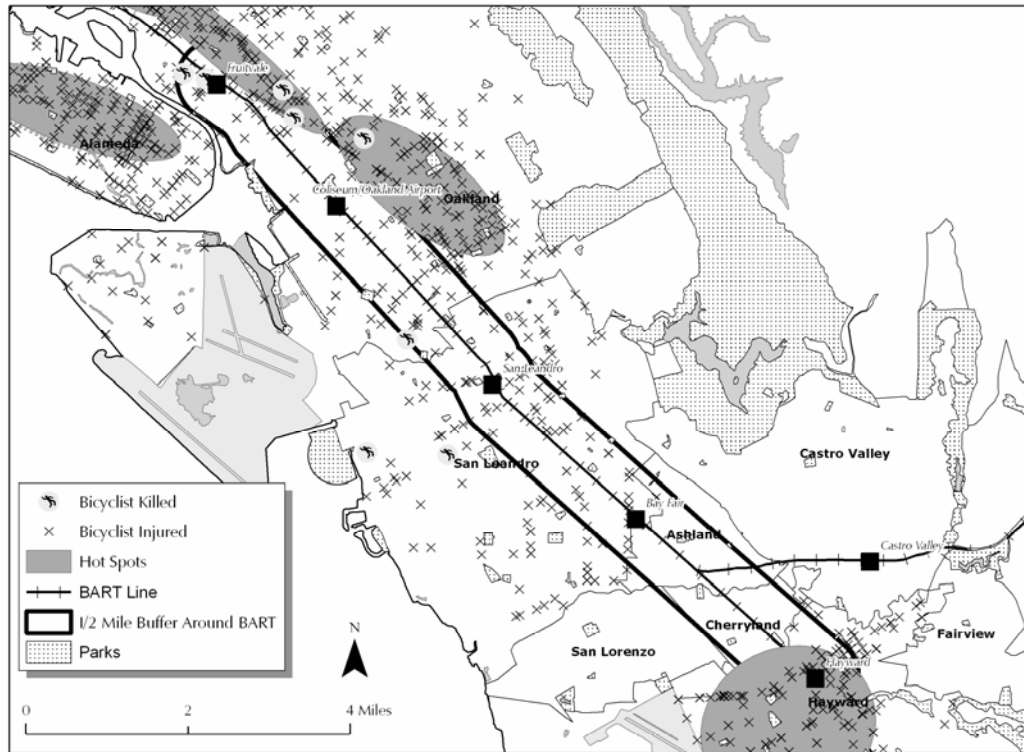 Fruitvale
Alameda
Coliseum/Oakland Airport
Oakland
San Leandro
San Leandro
Castro Valley
Bay Fair
Ashland
Castro Valley
Cherryland
Fairview
San Lorenzo
Hayward
Hayward
Bicyclist Killed
Bicyclist Injured
Hot Spots
BART Line
1/2 Mile Buffer Around BART
Parks
N
0 2 4 Miles